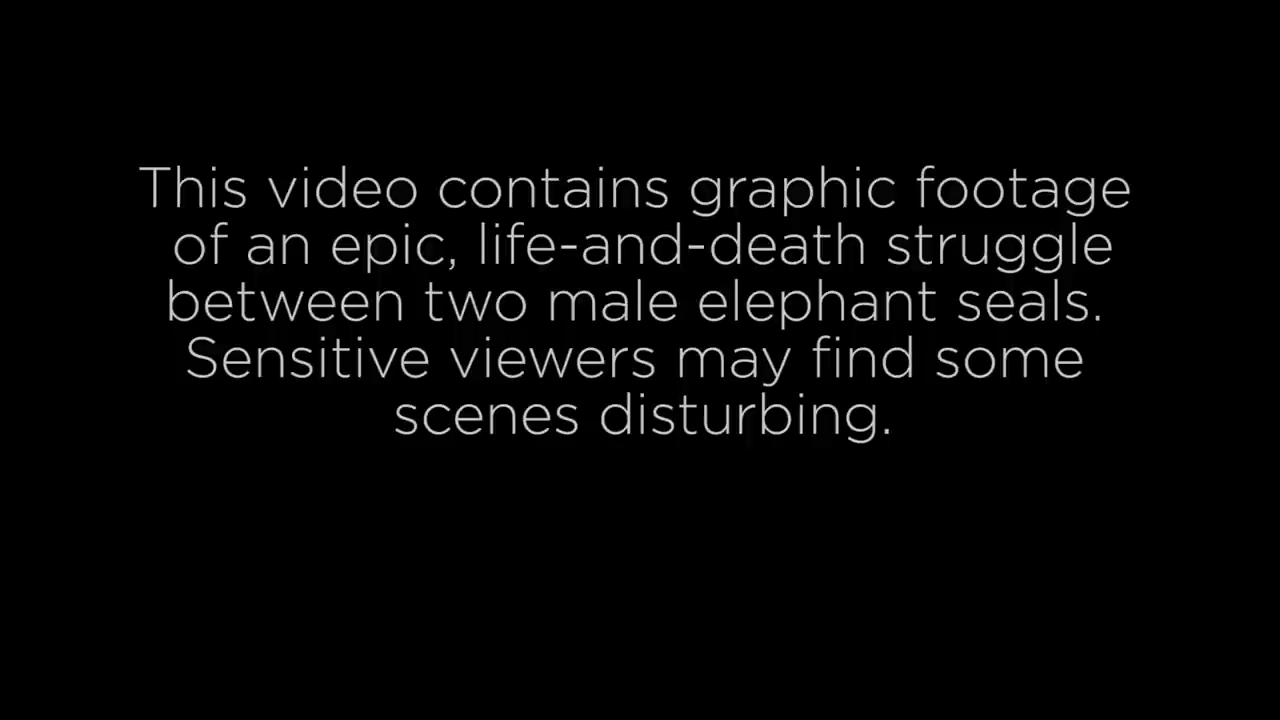 This video contains graphic footage
of an epic, life-and-death struggle
between two male elephant seals.
Sensitive viewers may find some
scenes disturbing.